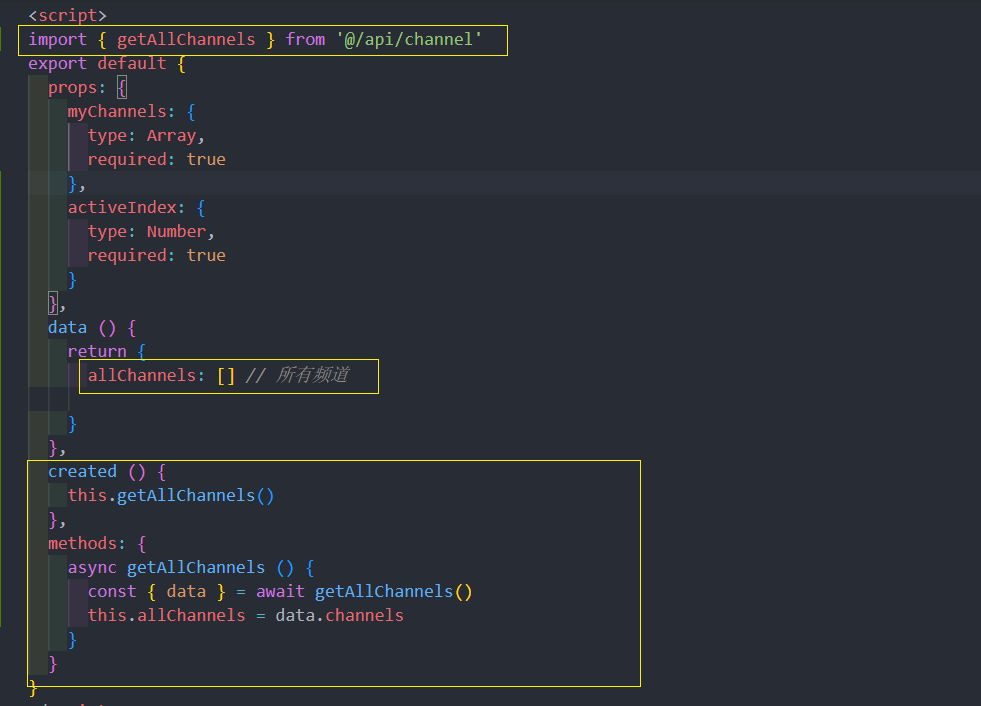 <script>
import { getAllChannels } from '@/api/channel'
export default {
props: {
myChannels: {
type: Array,
required: true
},
activeIndex: {
type: Number,
required: true
}
},
data () {
return {
allChannels: [] // 所有频道
}
},
created () {
this.getAllChannels()
},
methods: {
async getAllChannels () {
const { data } = await getAllChannels()
this.allChannels = data.channels
}
}
}